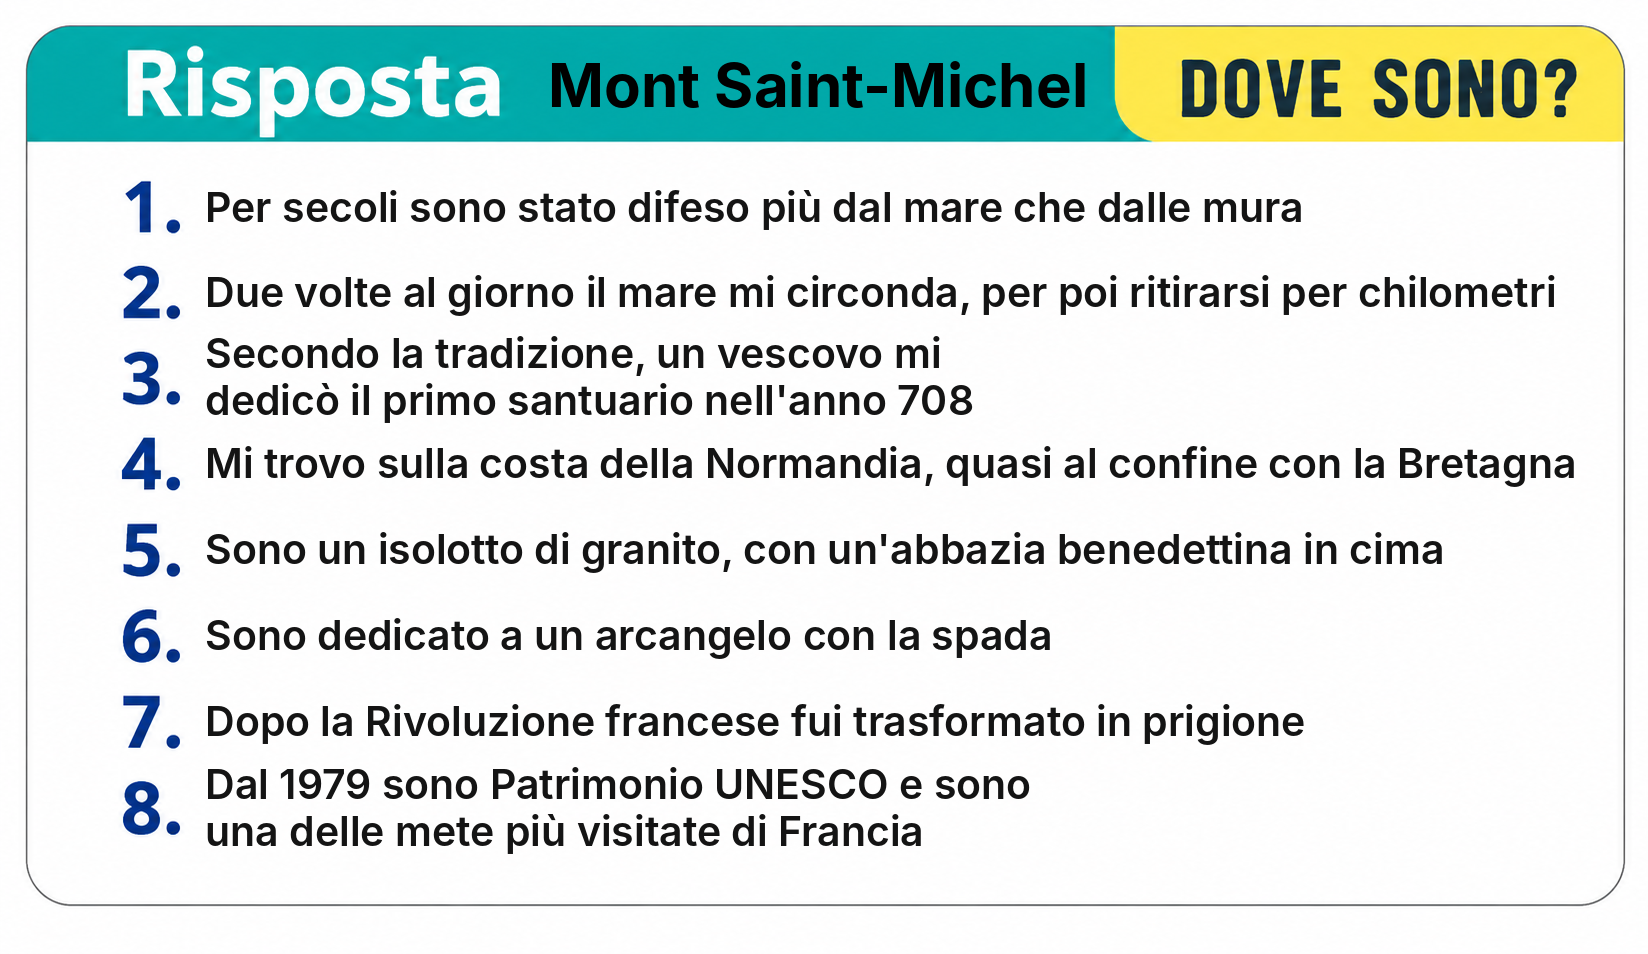 Risposta Mont Saint-Michel DOVE SONO?
1. Per secoli sono stato difeso più dal mare che dalle mura
2. Due volte al giorno il mare mi circonda, per poi ritirarsi per chilometri
3. Secondo la tradizione, un vescovo mi
dedicò il primo santuario nell'anno 708
4. Mi trovo sulla costa della Normandia, quasi al confine con la Bretagna
5. Sono un isolotto di granito, con un'abbazia benedettina in cima
6. Sono dedicato a un arcangelo con la spada
7. Dopo la Rivoluzione francese fui trasformato in prigione
8. Dal 1979 sono Patrimonio UNESCO e sono
una delle mete più visitate di Francia